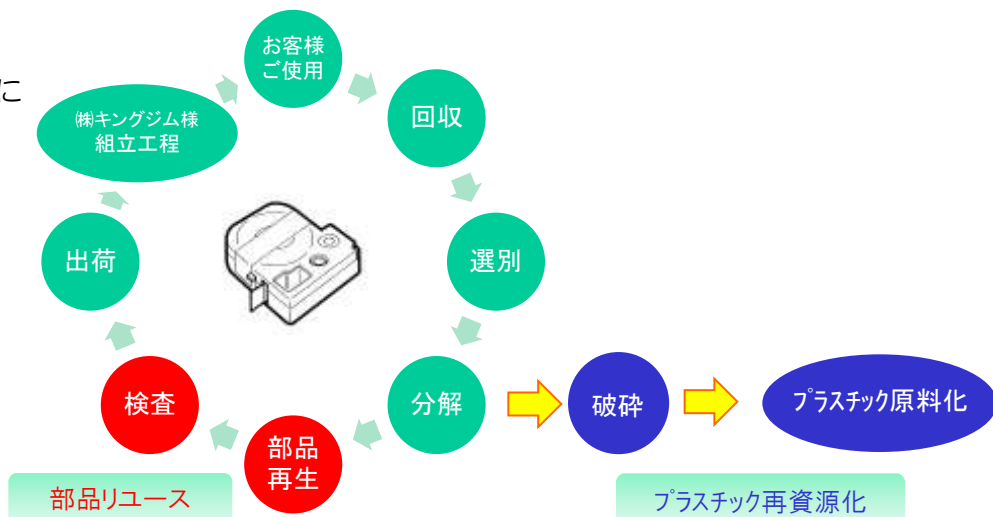 に
お客様
ご使用
㈱キングジム様
組立工程
回収
出荷
選別
検査
分解
破砕
プラスチック原料化
部品
再生
部品リユース
プラスチック再資源化